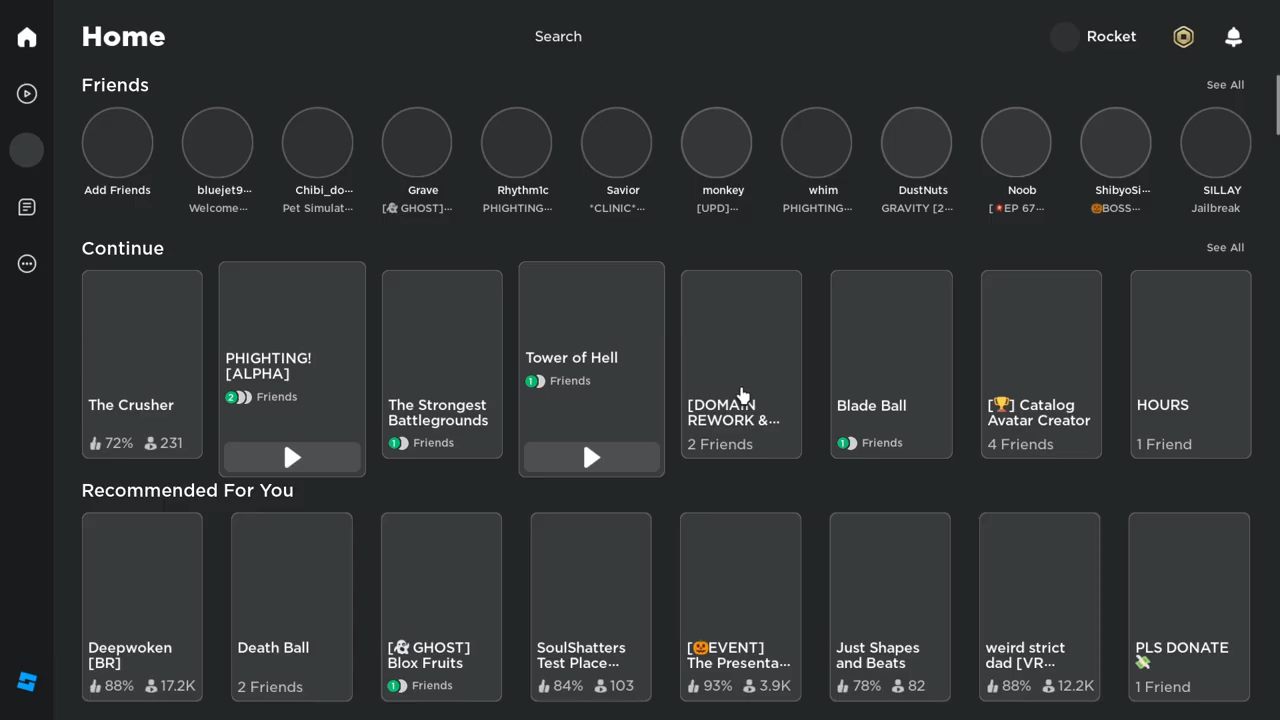 Home
Search
Rocket
Friends
See All
Add Friends
bluejet9...
Chibi_do...
Grave
Rhythm1c
Savior
monkey
whim
DustNuts
Noob
ShibyoSi...
SILLAY
Welcome...
Pet Simulat...
[👻 GHOST]...
PHIGHTING...
*CLINIC*...
[UPD]...
PHIGHTING...
GRAVITY [2...
[💥EP 67...
🎃BOSS...
Jailbreak
Continue
See All
The Crusher
72% 231
PHIGHTING!
[ALPHA]
2 Friends
The Strongest
Battlegrounds
1 Friends
Tower of Hell
1 Friends
[DOMAIN
REWORK &...
2 Friends
Blade Ball
1 Friends
[🏆] Catalog
Avatar Creator
4 Friends
HOURS
1 Friend
Recommended For You
Deepwoken
[BR]
88% 17.2K
Death Ball
2 Friends
[👻 GHOST]
Blox Fruits
1 Friends
SoulShatters
Test Place...
84% 103
[🎃EVENT]
The Presenta...
93% 3.9K
Just Shapes
and Beats
78% 82
weird strict
dad [VR...
88% 12.2K
PLS DONATE
💸
1 Friend